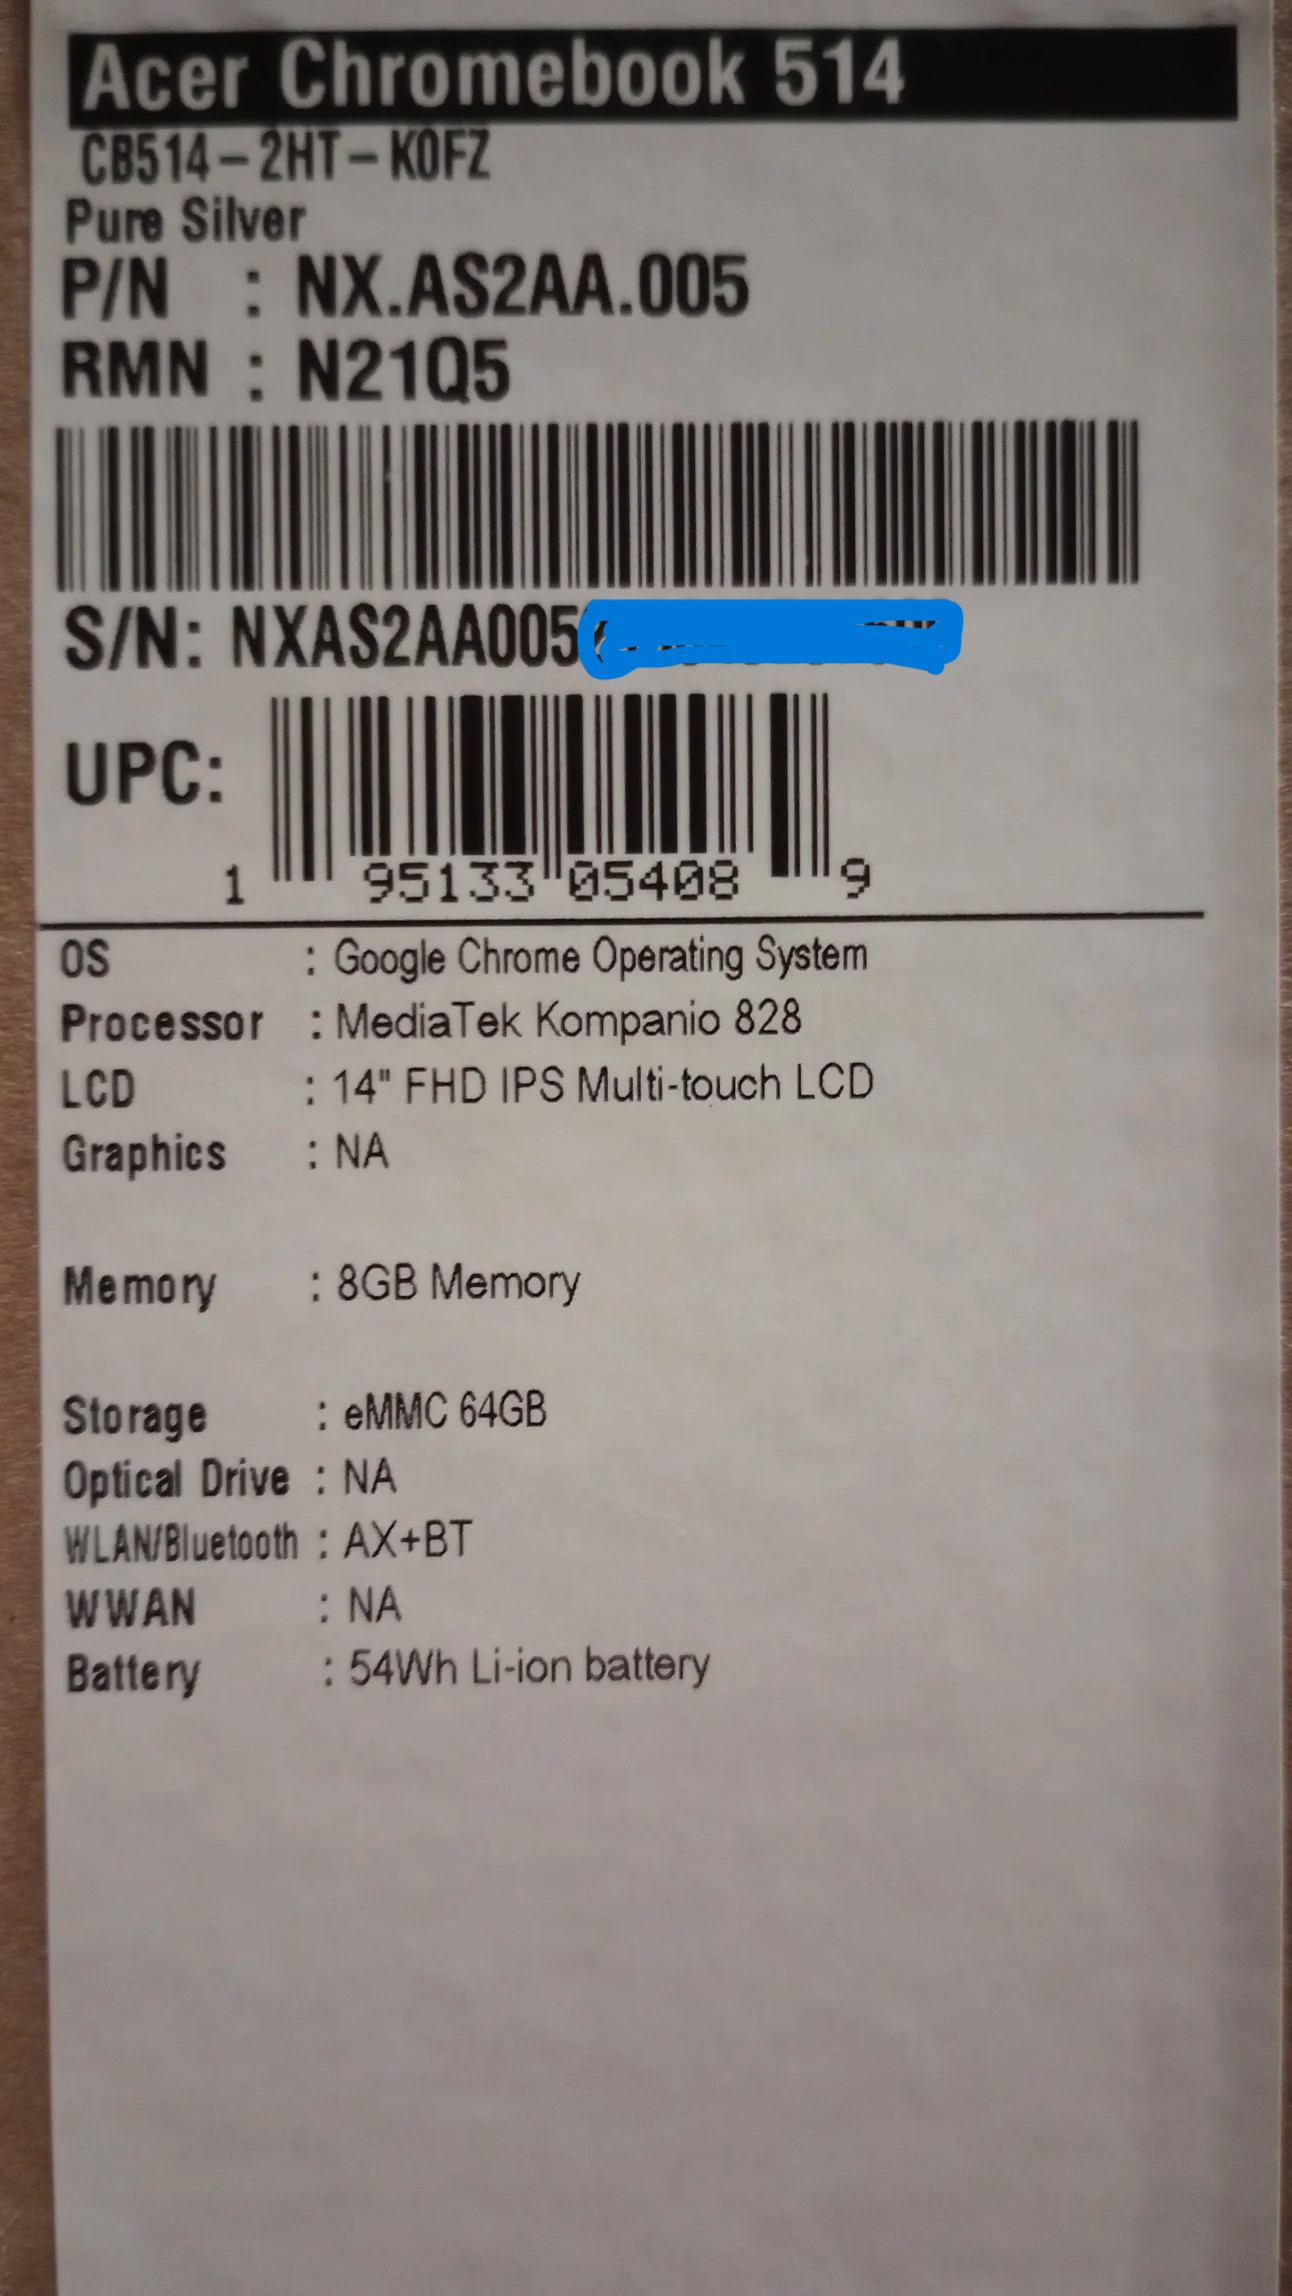 Acer Chromebook 514
CB514-2HT-K0FZ
Pure Silver
P/N : NX.AS2AA.005
RMN : N21Q5
S/N: NXAS2AA005
UPC:
1 95133 05408 9
OS : Google Chrome Operating System
Processor : MediaTek Kompanio 828
LCD : 14" FHD IPS Multi-touch LCD
Graphics : NA
Memory : 8GB Memory
Storage : eMMC 64GB
Optical Drive : NA
WLAN/Bluetooth : AX+BT
WWAN : NA
Battery : 54Wh Li-ion battery